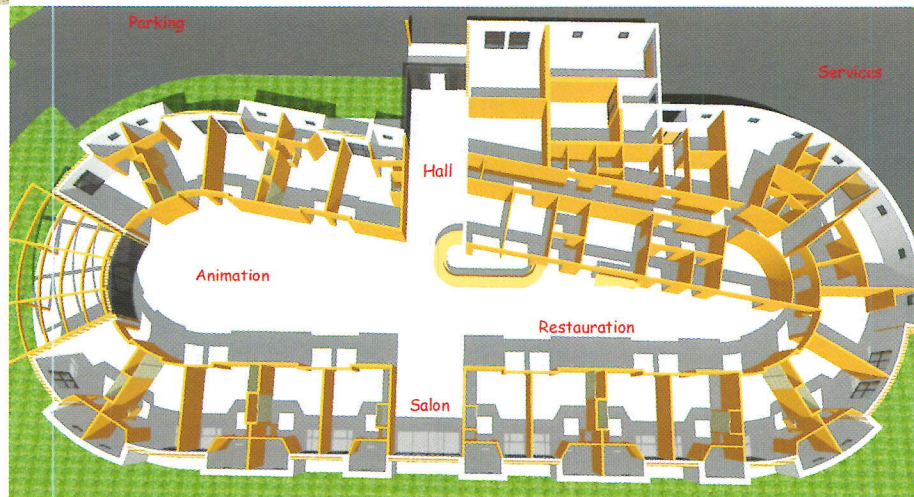 Parking
Services
Hall
Animation
Restauration
Salon